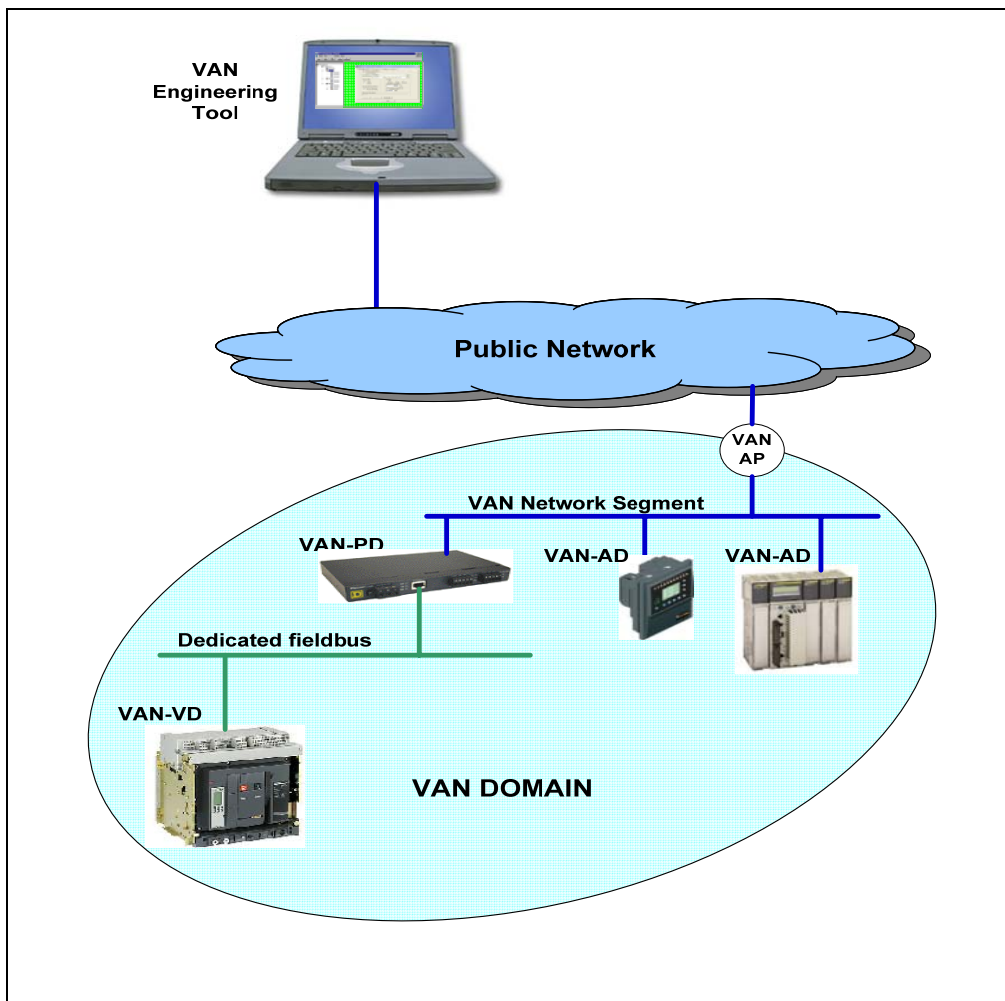 VAN
Engineering
Tool
Public Network
VAN
AP
VAN Network Segment
VAN-PD
VAN-AD
VAN-AD
Dedicated fieldbus
VAN-VD
VAN DOMAIN